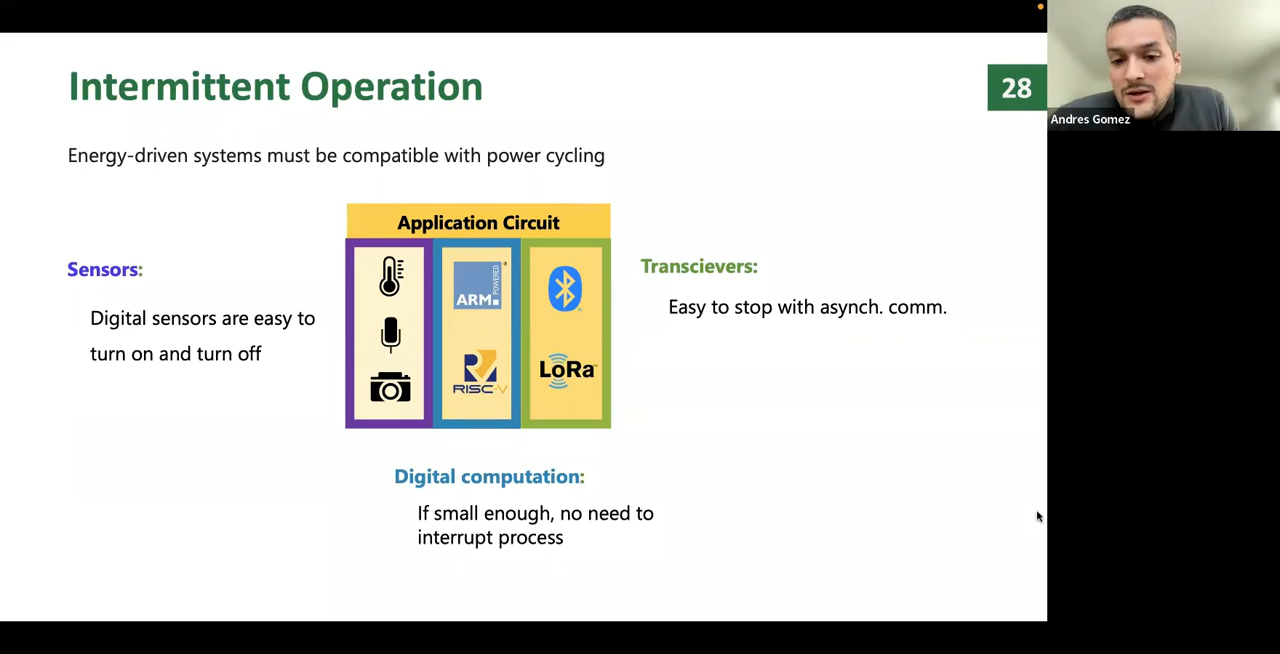 Intermittent Operation
28
Andres Gomez
Energy-driven systems must be compatible with power cycling
Application Circuit
Sensors:
Digital sensors are easy to
turn on and turn off
ARM®
POWERED
RISC-V
LoRa™
Transcievers:
Easy to stop with asynch. comm.
Digital computation:
If small enough, no need to
interrupt process